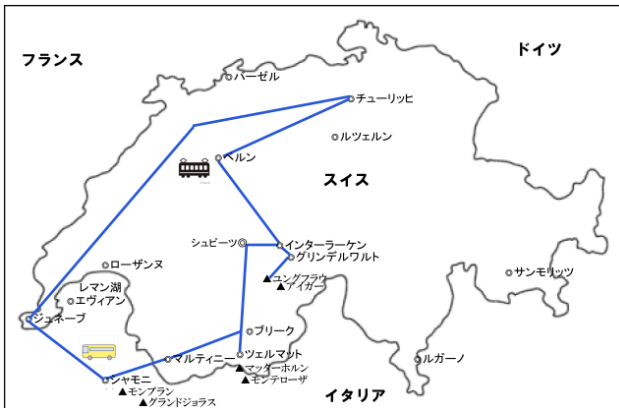 フランス
ドイツ
バーゼル
チューリッヒ
ルツェルン
ベルン
スイス
シュピーツ
インターラーケン
グリンデルワルト
ローザンヌ
▲ユングフラウ
▲アイガー
サンモリッツ
レマン湖
エヴィアン
ジュネーブ
ブリーク
マルティニー
ツェルマット
ルガーノ
▲マッターホルン
シャモニ
▲モンテローザ
▲モンブラン
▲グランドジョラス
イタリア